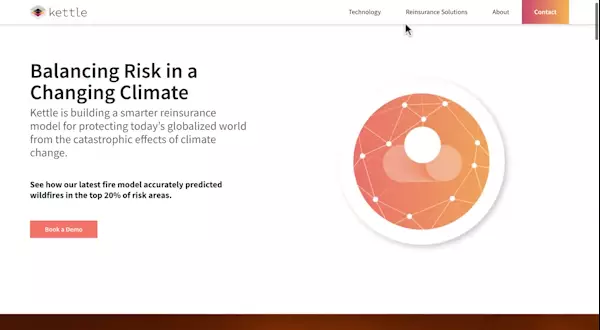 kettle
Technology
Reinsurance Solutions
About
Contact
Balancing Risk in a
Changing Climate
Kettle is building a smarter reinsurance
model for protecting today's globalized world
from the catastrophic effects of climate
change.
See how our latest fire model accurately predicted
wildfires in the top 20% of risk areas.
Book a Demo